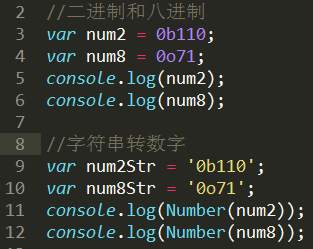 2 //二进制和八进制
3 var num2 = 0b110;
4 var num8 = 0o71;
5 console.log(num2);
6 console.log(num8);
7
8 //字符串转数字
9 var num2Str = '0b110';
10 var num8Str = '0o71';
11 console.log(Number(num2));
12 console.log(Number(num8));